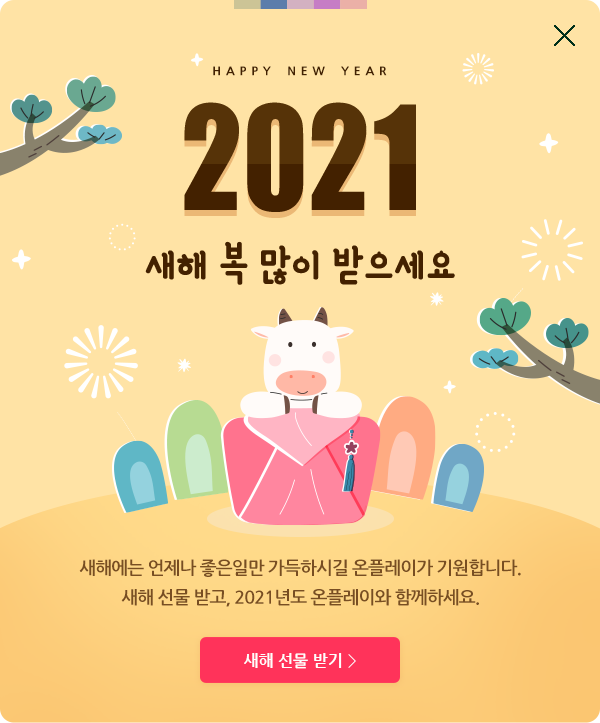 HAPPY NEW YEAR
2021
새해 복 많이 받으세요
새해에는 언제나 좋은일만 가득하시길 온플레이가 기원합니다.
새해 선물 받고, 2021년도 온플레이와 함께하세요.
새해 선물 받기 >